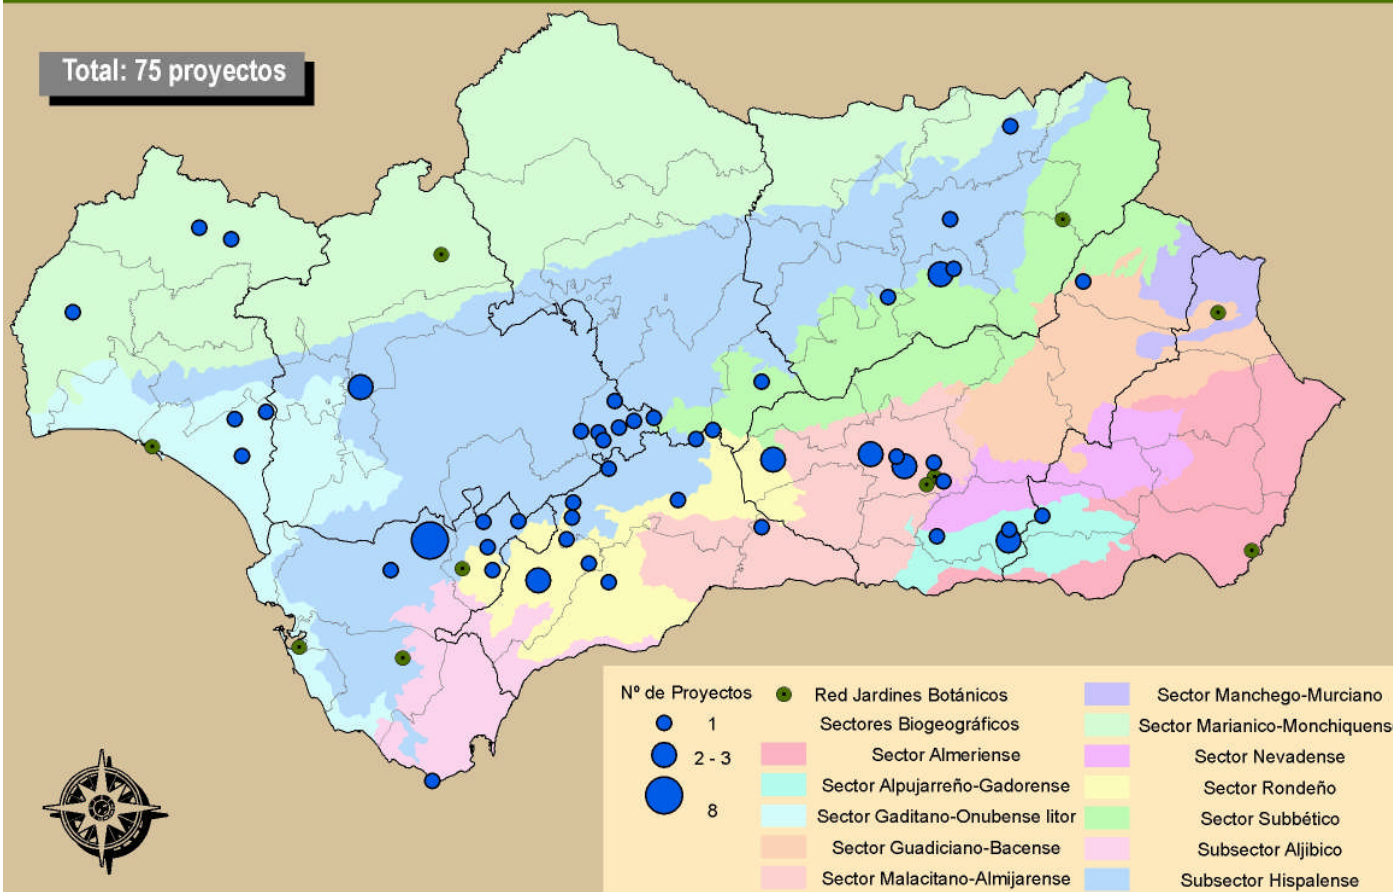 Total: 75 proyectos
Nº de Proyectos
1
2 - 3
8
Red Jardines Botánicos
Sectores Biogeográficos
Sector Almeriense
Sector Alpujarreño-Gadorense
Sector Gaditano-Onubense litor
Sector Guadiciano-Bacense
Sector Malacitano-Almijarense
Sector Manchego-Murciano
Sector Marianico-Monchiquens
Sector Nevadense
Sector Rondeño
Sector Subbético
Subsector Aljibico
Subsector Hispalense